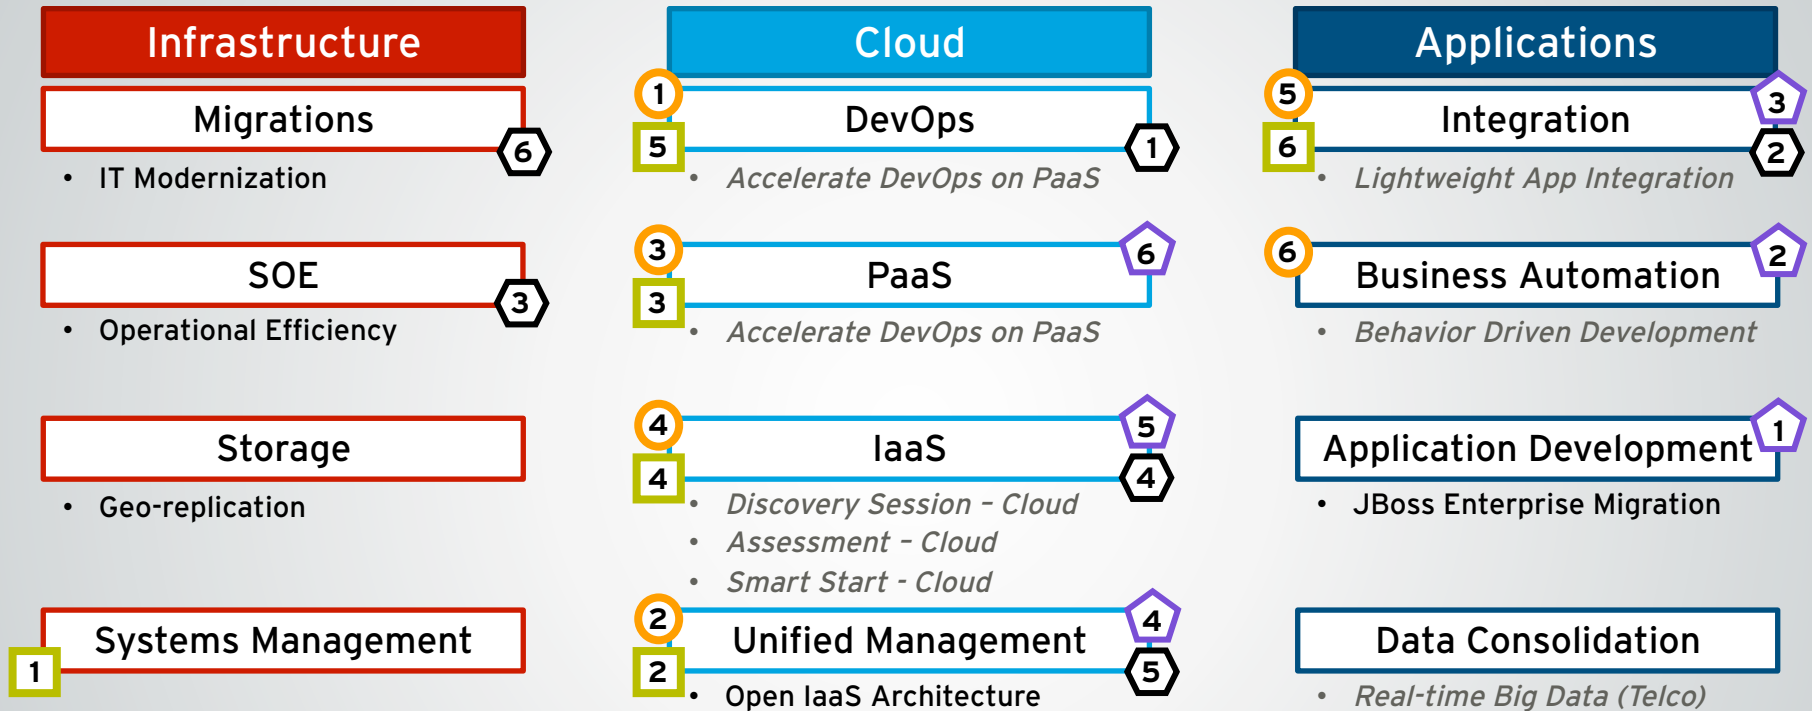 Infrastructure
Migrations
6
• IT Modernization
SOE
3
• Operational Efficiency
Storage
• Geo-replication
Systems Management
1
Cloud
1
DevOps
5
1
• Accelerate DevOps on PaaS
3
6
PaaS
3
• Accelerate DevOps on PaaS
4
5
IaaS
4
4
• Discovery Session – Cloud
• Assessment – Cloud
• Smart Start - Cloud
2
4
Unified Management
2
5
• Open IaaS Architecture
Applications
5
3
Integration
6
2
• Lightweight App Integration
6
2
Business Automation
• Behavior Driven Development
1
Application Development
• JBoss Enterprise Migration
Data Consolidation
• Real-time Big Data (Telco)